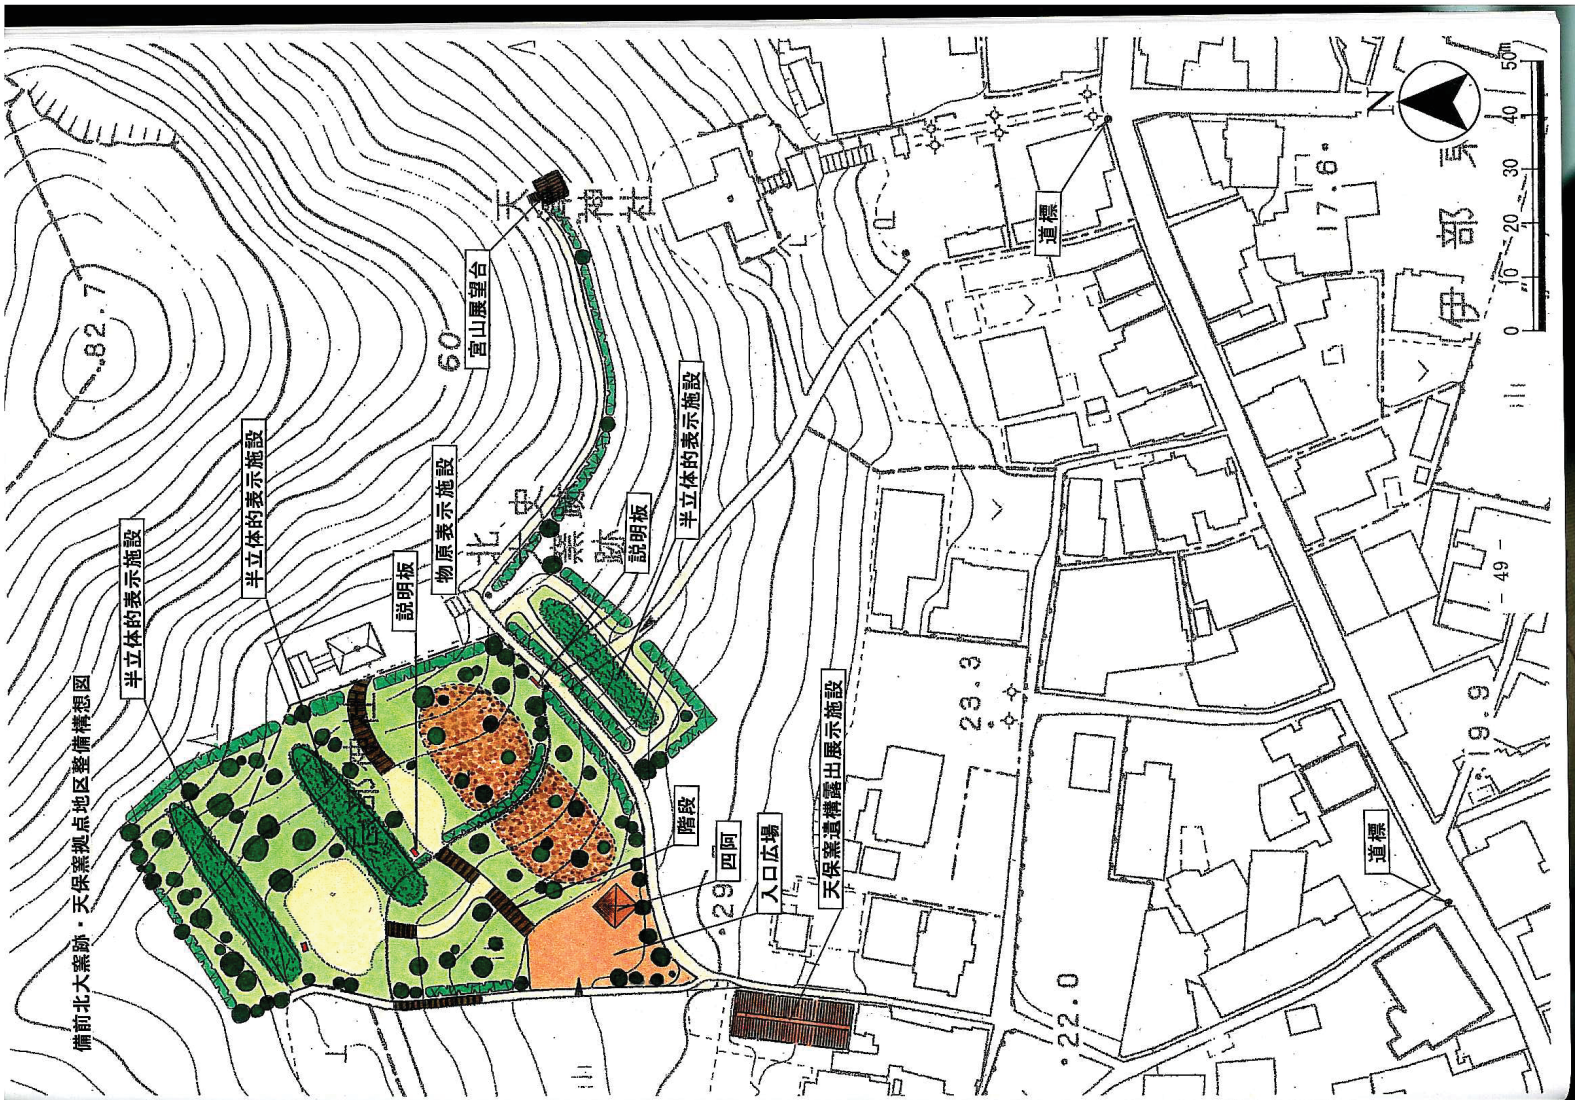 備前北大窯跡・天保窯拠点地区整備構想図
半立体的表示施設
半立体的表示施設
説明板
物原表示施設
宮山展望台
説明板
半立体的表示施設
階段
四阿
入口広場
天保窯遺構露出展示施設
道標
道標
82.7
60
神社
北
史
窯
跡
29
23.3
22.0
19.9
17.6
伊部東
N
0 10 20 30 40 50m
- 49 -